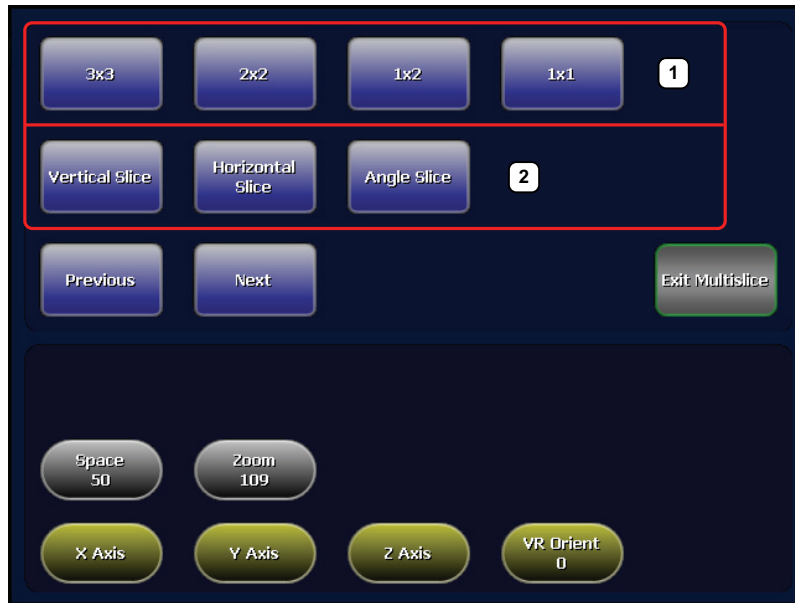 3x3
2x2
1x2
1x1
1
Vertical Slice
Horizontal
Slice
Angle Slice
2
Previous
Next
Exit Multislice
Space
50
Zoom
109
X Axis
Y Axis
Z Axis
VR Orient
0